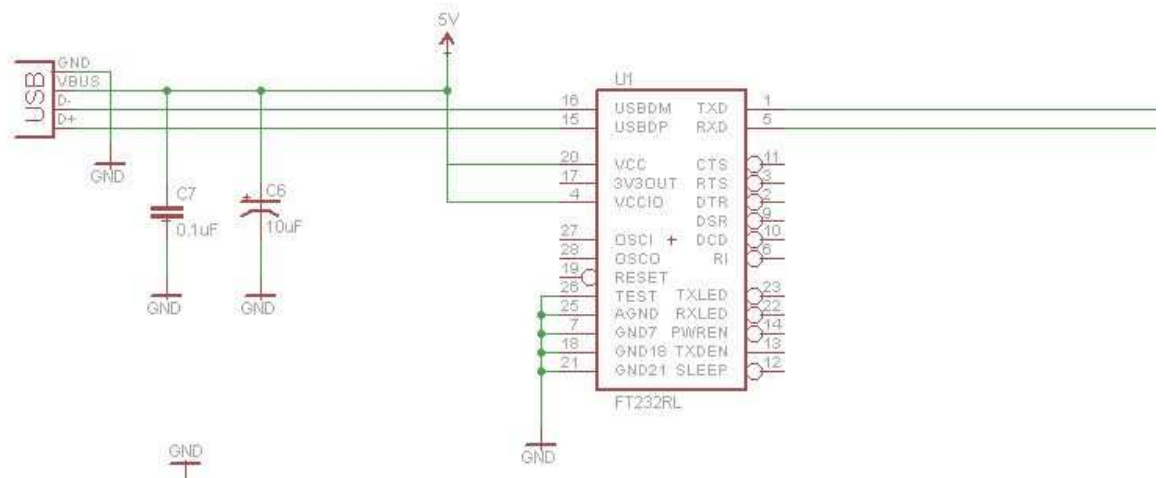 5V
USB
GND
VBUS
D-
D+
GND
C7
0.1uF
GND
+
C6
10uF
GND
U1
16 USBDM TXD 1
15 USBDP RXD 5
20 VCC CTS 11
17 3V3OUT RTS 3
4 VCCIO DTR 2
DSR 9
27 OSCI + DCD 10
28 OSCO RI 6
19 RESET
26 TEST TXLED 23
25 AGND RXLED 22
7 GND7 PWREN 14
18 GND18 TXDEN 13
21 GND21 SLEEP 12
FT232RL
GND
GND